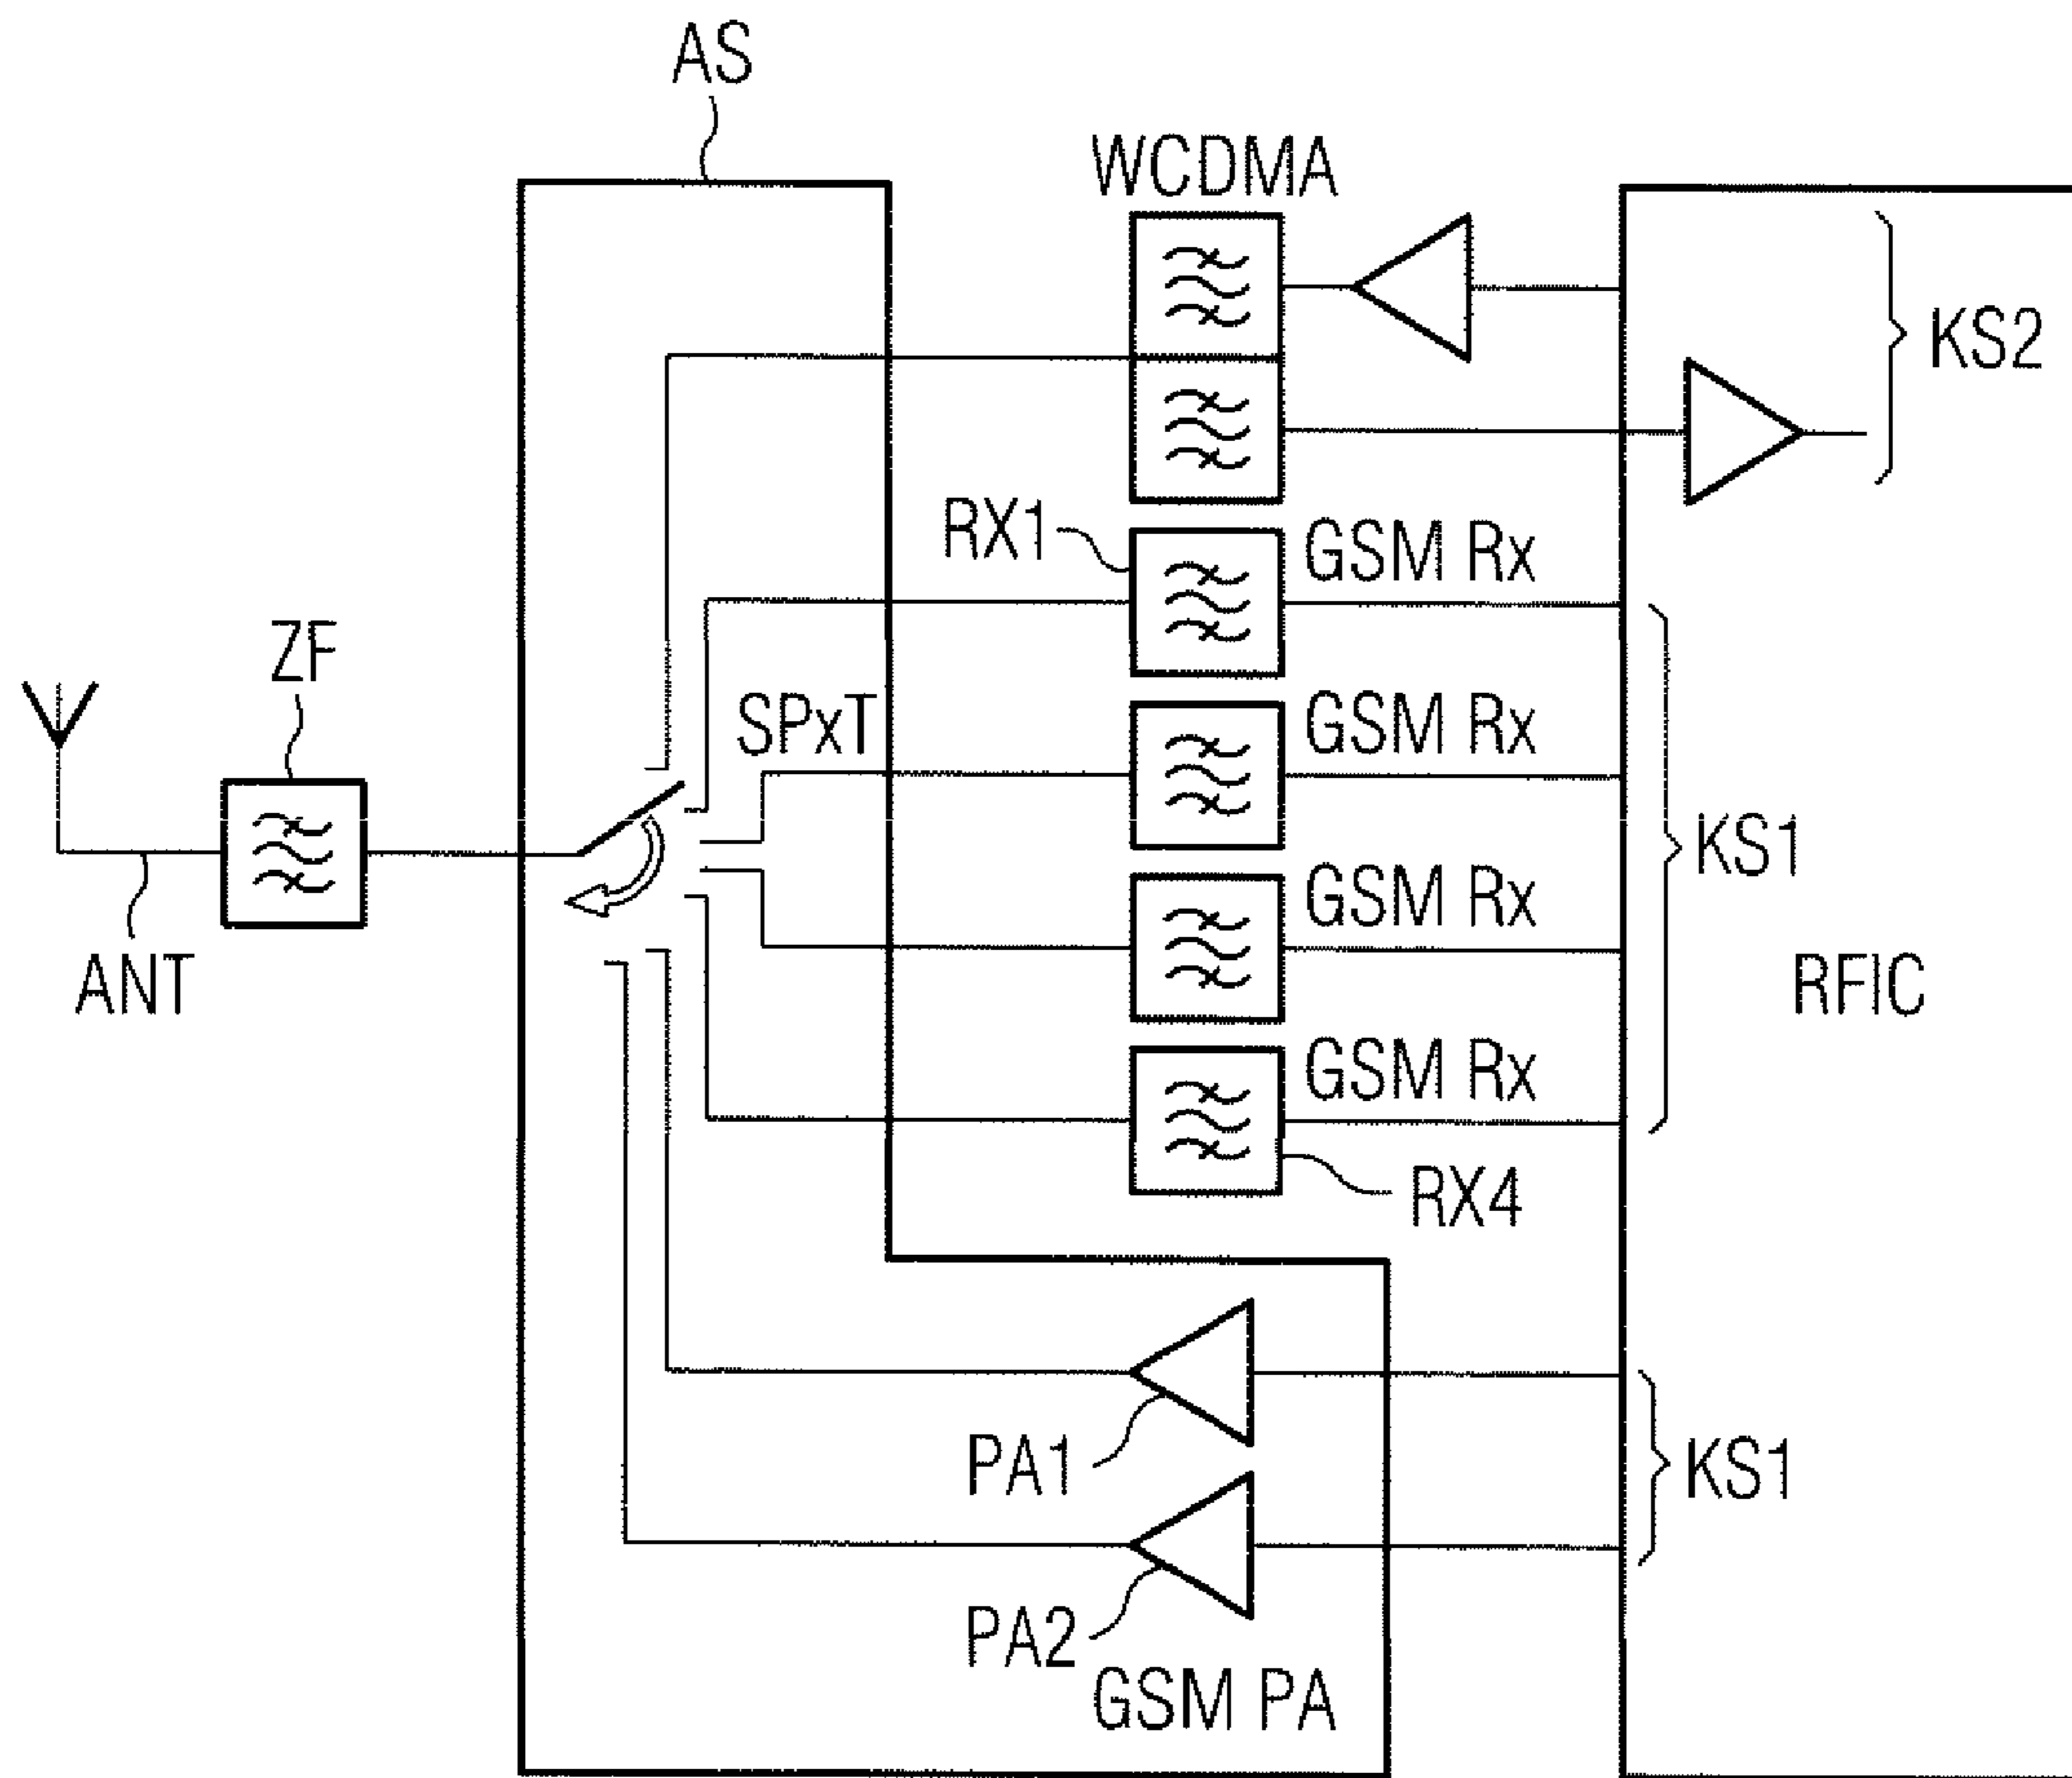 AS
WCDMA
KS2
RX1
GSM Rx
ZF
SPxT
GSM Rx
KS1
GSM Rx
ANT
RFIC
GSM Rx
RX4
PA1
KS1
PA2
GSM PA